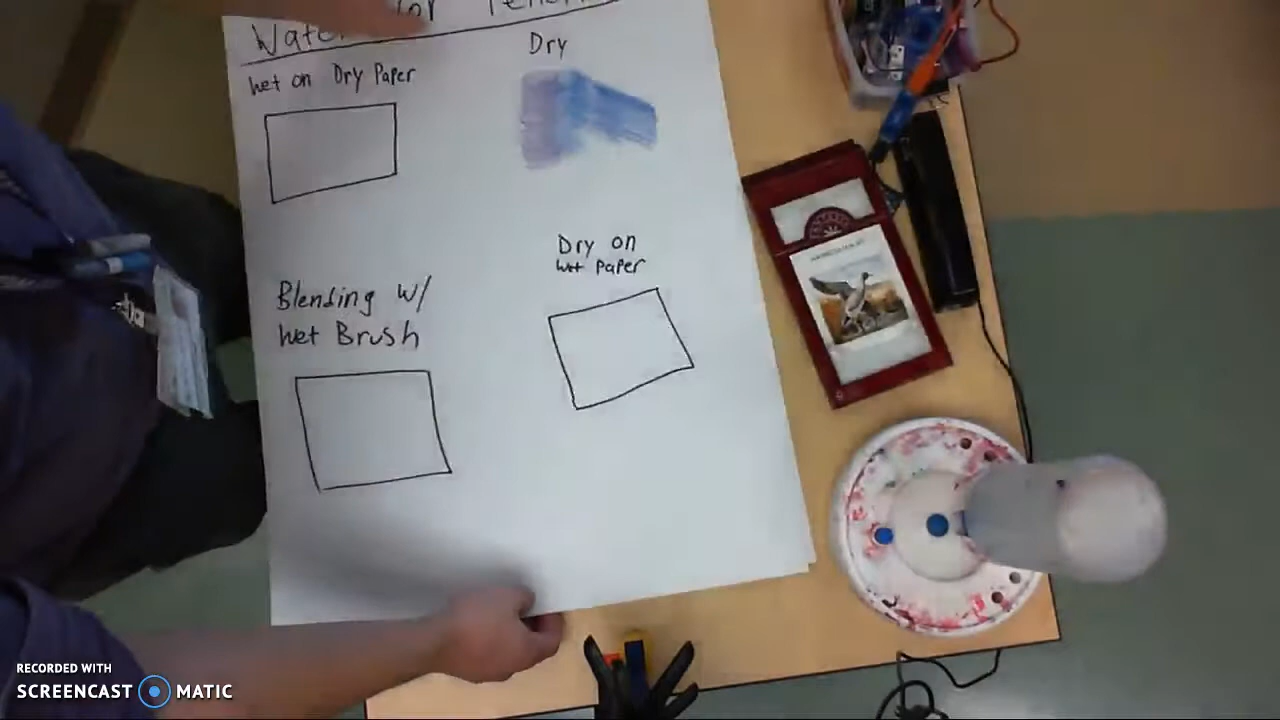 Wet on Dry Paper
Dry
Blending w/
Wet Brush
Dry on
Wet Paper
RECORDED WITH
SCREENCAST MATIC